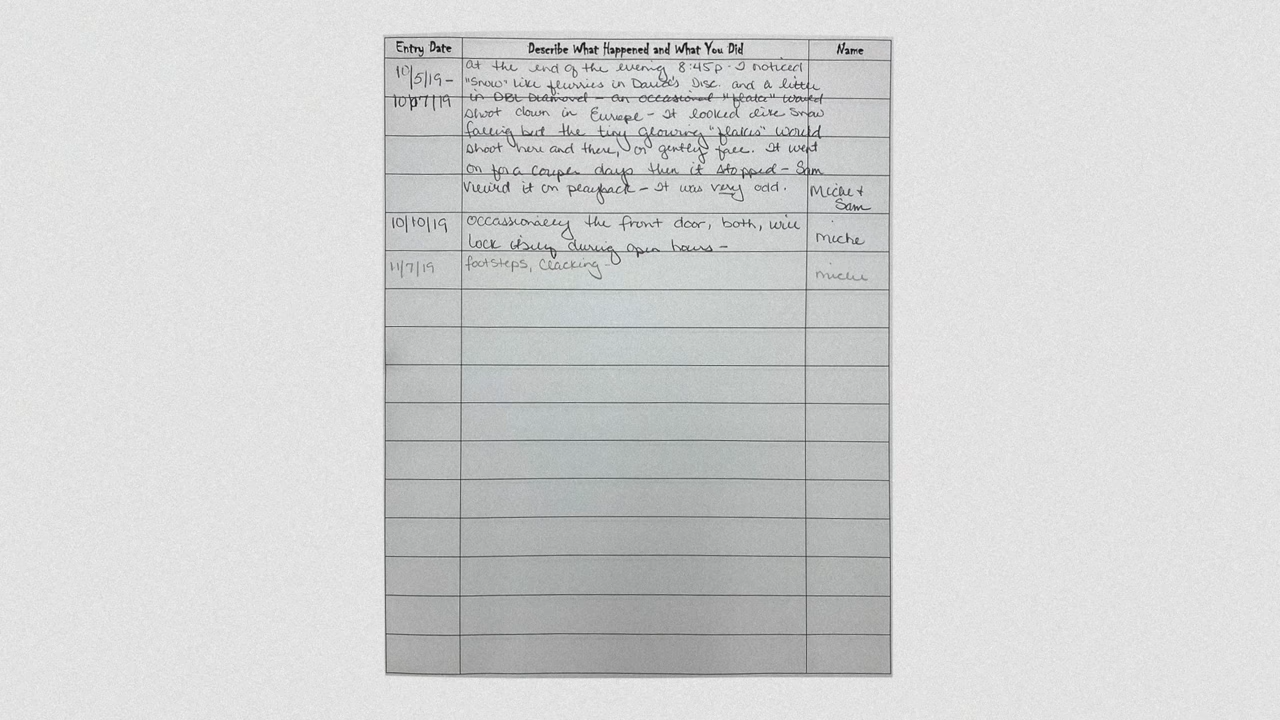 Entry Date Describe What Happened and What You Did Name
10/5/19 - at the end of the evening 8:45p - I noticed
"Snow" like flurries in David's Disc. and a little
10/07/19 in DBL Diamond - an occasional "flake" would
shoot down in Europe - It looked like Snow
falling but the tiny glowing "flakes" would
shoot here and there, or gently fall. It went
on for a couple days then it stopped - Sam
viewed it on playback - It was very odd. Miche +
Sam
10/10/19 Occassionally the front door, both, will
lock itself during open hours - Miche
11/7/19 footsteps, Clacking - Miche